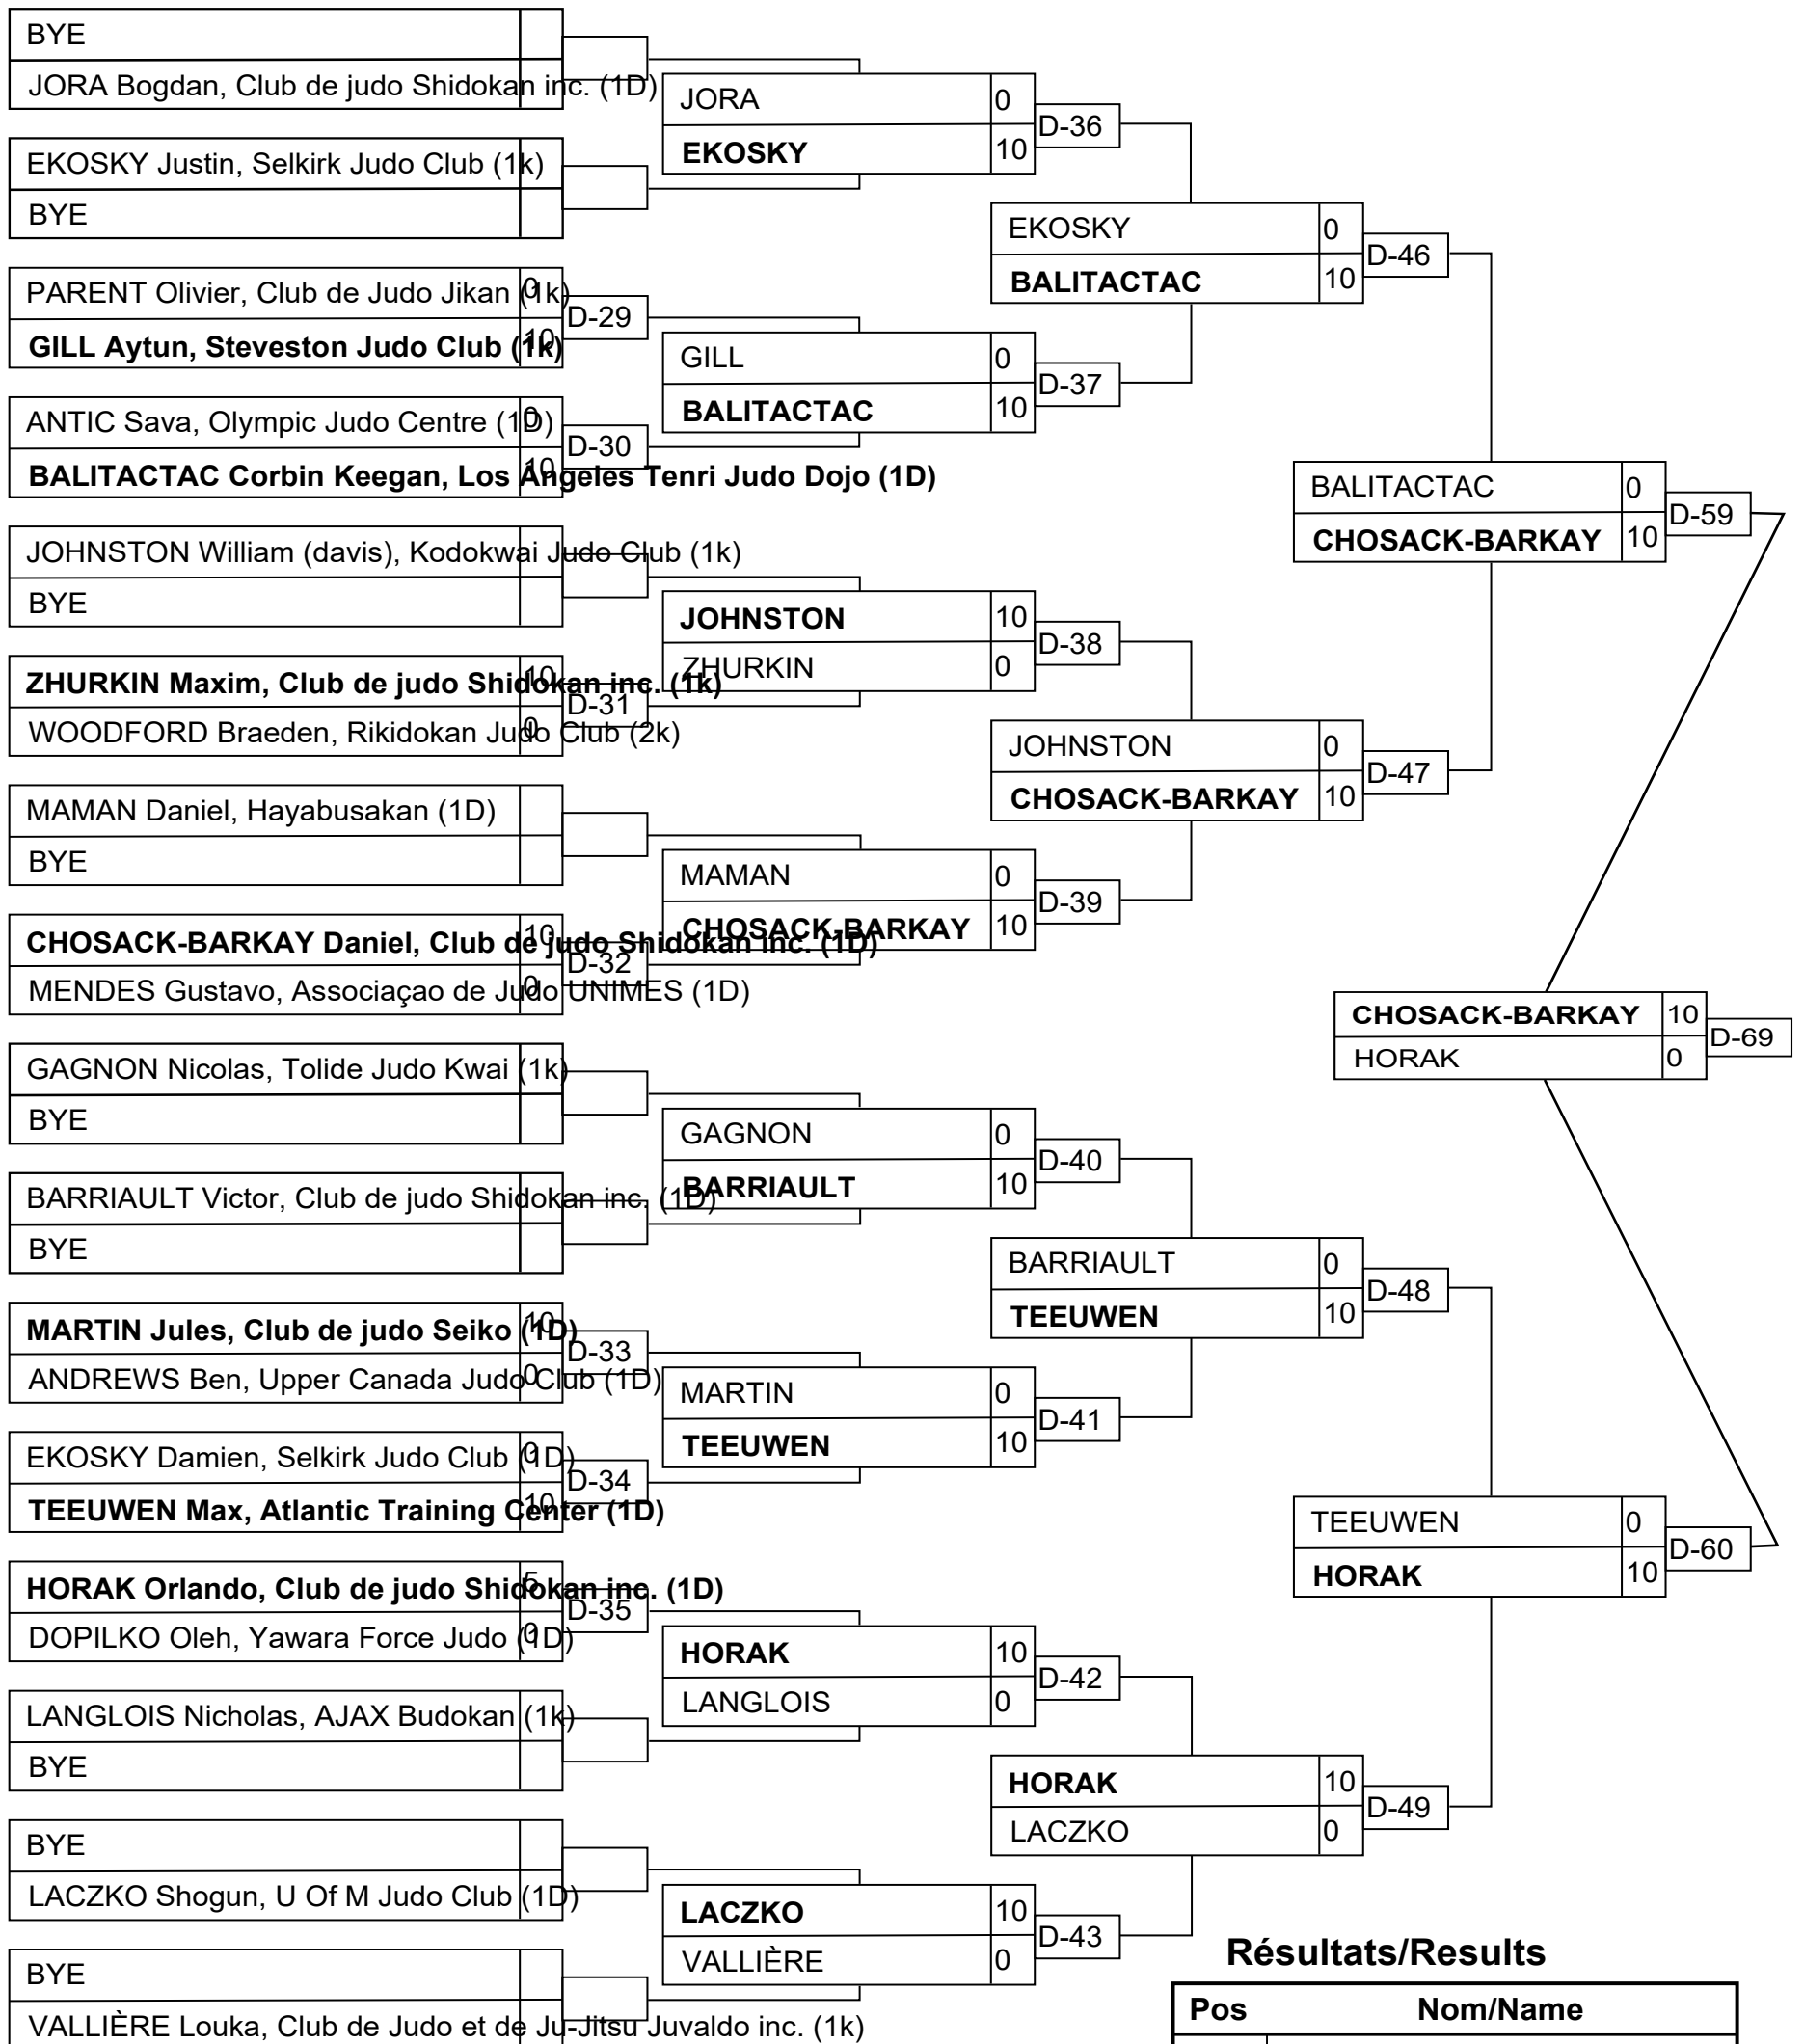 BYE
JORA Bogdan, Club de judo Shidokan inc. (1D)
EKOSKY Justin, Selkirk Judo Club (1k)
BYE
PARENT Olivier, Club de Judo Jikan (1k) 0
GILL Aytun, Steveston Judo Club (1k) 10
D-29
ANTIC Sava, Olympic Judo Centre (1D) 0
BALITACTAC Corbin Keegan, Los Angeles Tenri Judo Dojo (1D) 10
D-30
JOHNSTON William (davis), Kodokwai Judo Club (1k)
BYE
ZHURKIN Maxim, Club de judo Shidokan inc. (1k) 10
WOODFORD Braeden, Rikidokan Judo Club (2k) 0
D-31
MAMAN Daniel, Hayabusakan (1D)
BYE
CHOSACK-BARKAY Daniel, Club de judo Shidokan inc. (1D) 10
MENDES Gustavo, Associaçao de Judo UNIMES (1D) 0
D-32
GAGNON Nicolas, Tolide Judo Kwai (1k)
BYE
BARRIAULT Victor, Club de judo Shidokan inc. (1D)
BYE
MARTIN Jules, Club de judo Seiko (1D) 10
ANDREWS Ben, Upper Canada Judo Club (1D) 0
D-33
EKOSKY Damien, Selkirk Judo Club (1D) 0
TEEUWEN Max, Atlantic Training Center (1D) 10
D-34
HORAK Orlando, Club de judo Shidokan inc. (1D) 5
DOPILKO Oleh, Yawara Force Judo (1D) 0
D-35
LANGLOIS Nicholas, AJAX Budokan (1k)
BYE
BYE
LACZKO Shogun, U Of M Judo Club (1D)
BYE
VALLIÈRE Louka, Club de Judo et de Ju-Jitsu Juvaldo inc. (1k)
JORA 0
EKOSKY 10
D-36
GILL 0
BALITACTAC 10
D-37
JOHNSTON 10
ZHURKIN 0
D-38
MAMAN 0
CHOSACK-BARKAY 10
D-39
GAGNON 0
BARRIAULT 10
D-40
MARTIN 0
TEEUWEN 10
D-41
HORAK 10
LANGLOIS 0
D-42
LACZKO 10
VALLIÈRE 0
D-43
EKOSKY 0
BALITACTAC 10
D-46
JOHNSTON 0
CHOSACK-BARKAY 10
D-47
BARRIAULT 0
TEEUWEN 10
D-48
HORAK 10
LACZKO 0
D-49
BALITACTAC 0
CHOSACK-BARKAY 10
D-59
TEEUWEN 0
HORAK 10
D-60
CHOSACK-BARKAY 10
HORAK 0
D-69
Résultats/Results
Pos Nom/Name